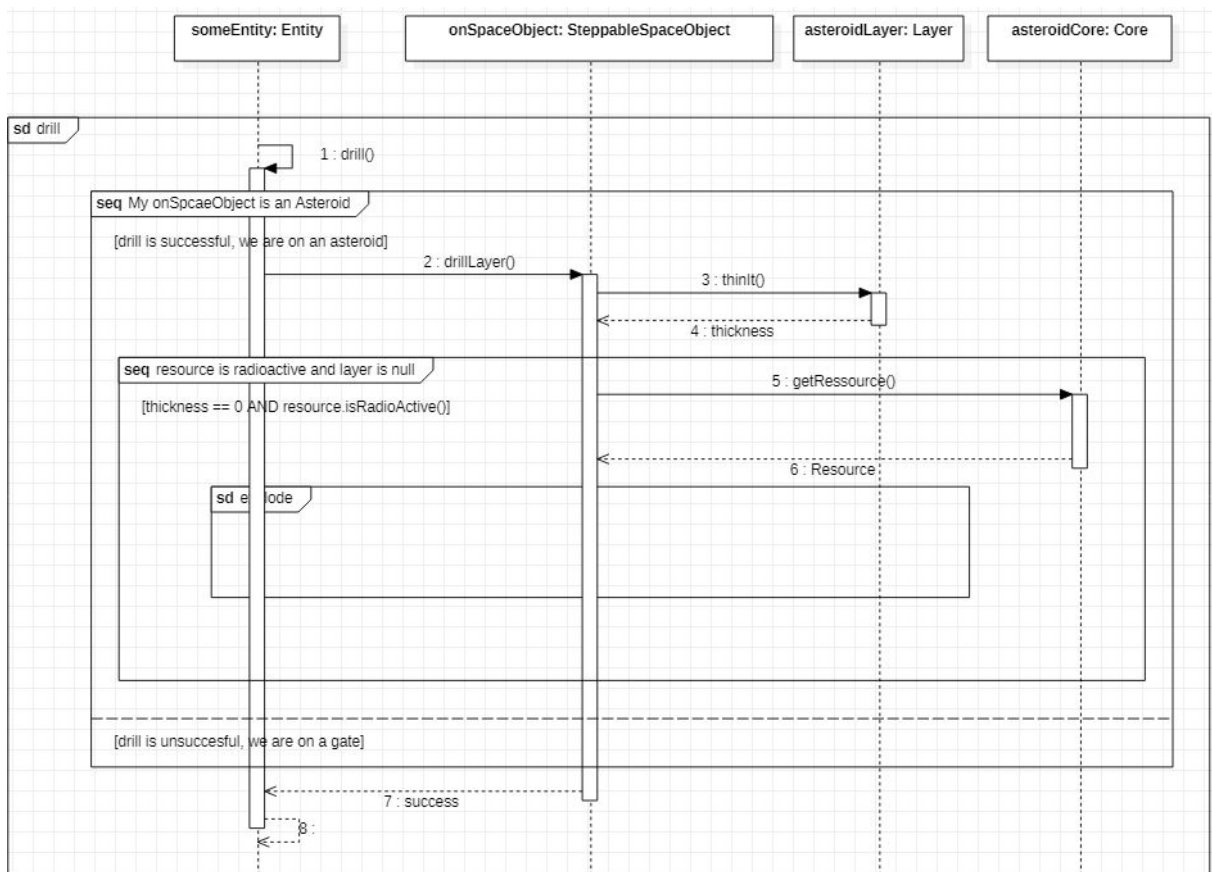 someEntity: Entity
onSpaceObject: SteppableSpaceObject
asteroidLayer: Layer
asteroidCore: Core
sd drill
1 : drill()
seq My onSpcaeObject is an Asteroid
[drill is successful, we are on an asteroid]
2 : drillLayer()
3 : thinIt()
4 : thickness
seq resource is radioactive and layer is null
5 : getRessource()
[thickness == 0 AND resource.isRadioActive()]
6 : Resource
sd
[drill is unsuccesful, we are on a gate]
7 : success
8 :